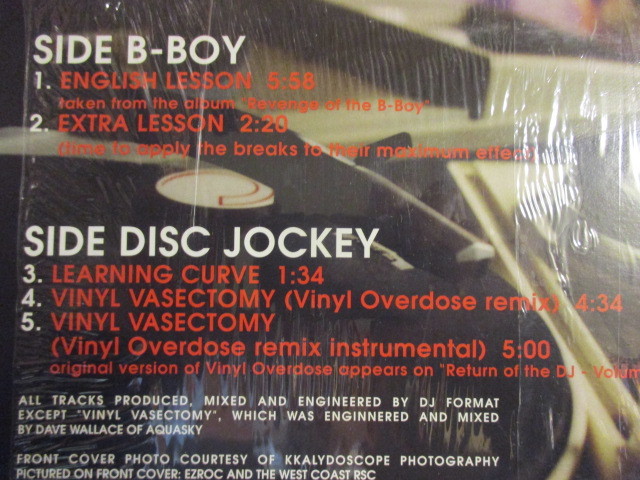 SIDE B-BOY
1. ENGLISH LESSON 5:58
taken from the album "Revenge of the B-Boy"
2. EXTRA LESSON 2:20
(time to apply the breaks to their maximum effect)
SIDE DISC JOCKEY
3. LEARNING CURVE 1:34
4. VINYL VASECTOMY (Vinyl Overdose remix) 4:34
5. VINYL VASECTOMY
(Vinyl Overdose remix instrumental) 5:00
original version of Vinyl Overdose appears on "Return of the DJ - Volum
ALL TRACKS PRODUCED, MIXED AND ENGINEERED BY DJ FORMAT
EXCEPT "VINYL VASECTOMY", WHICH WAS ENGINNERED AND MIXED
BY DAVE WALLACE OF AQUASKY
FRONT COVER PHOTO COURTESY OF KKALYDOSCOPE PHOTOGRAPHY
PICTURED ON FRONT COVER: EZROC AND THE WEST COAST RSC